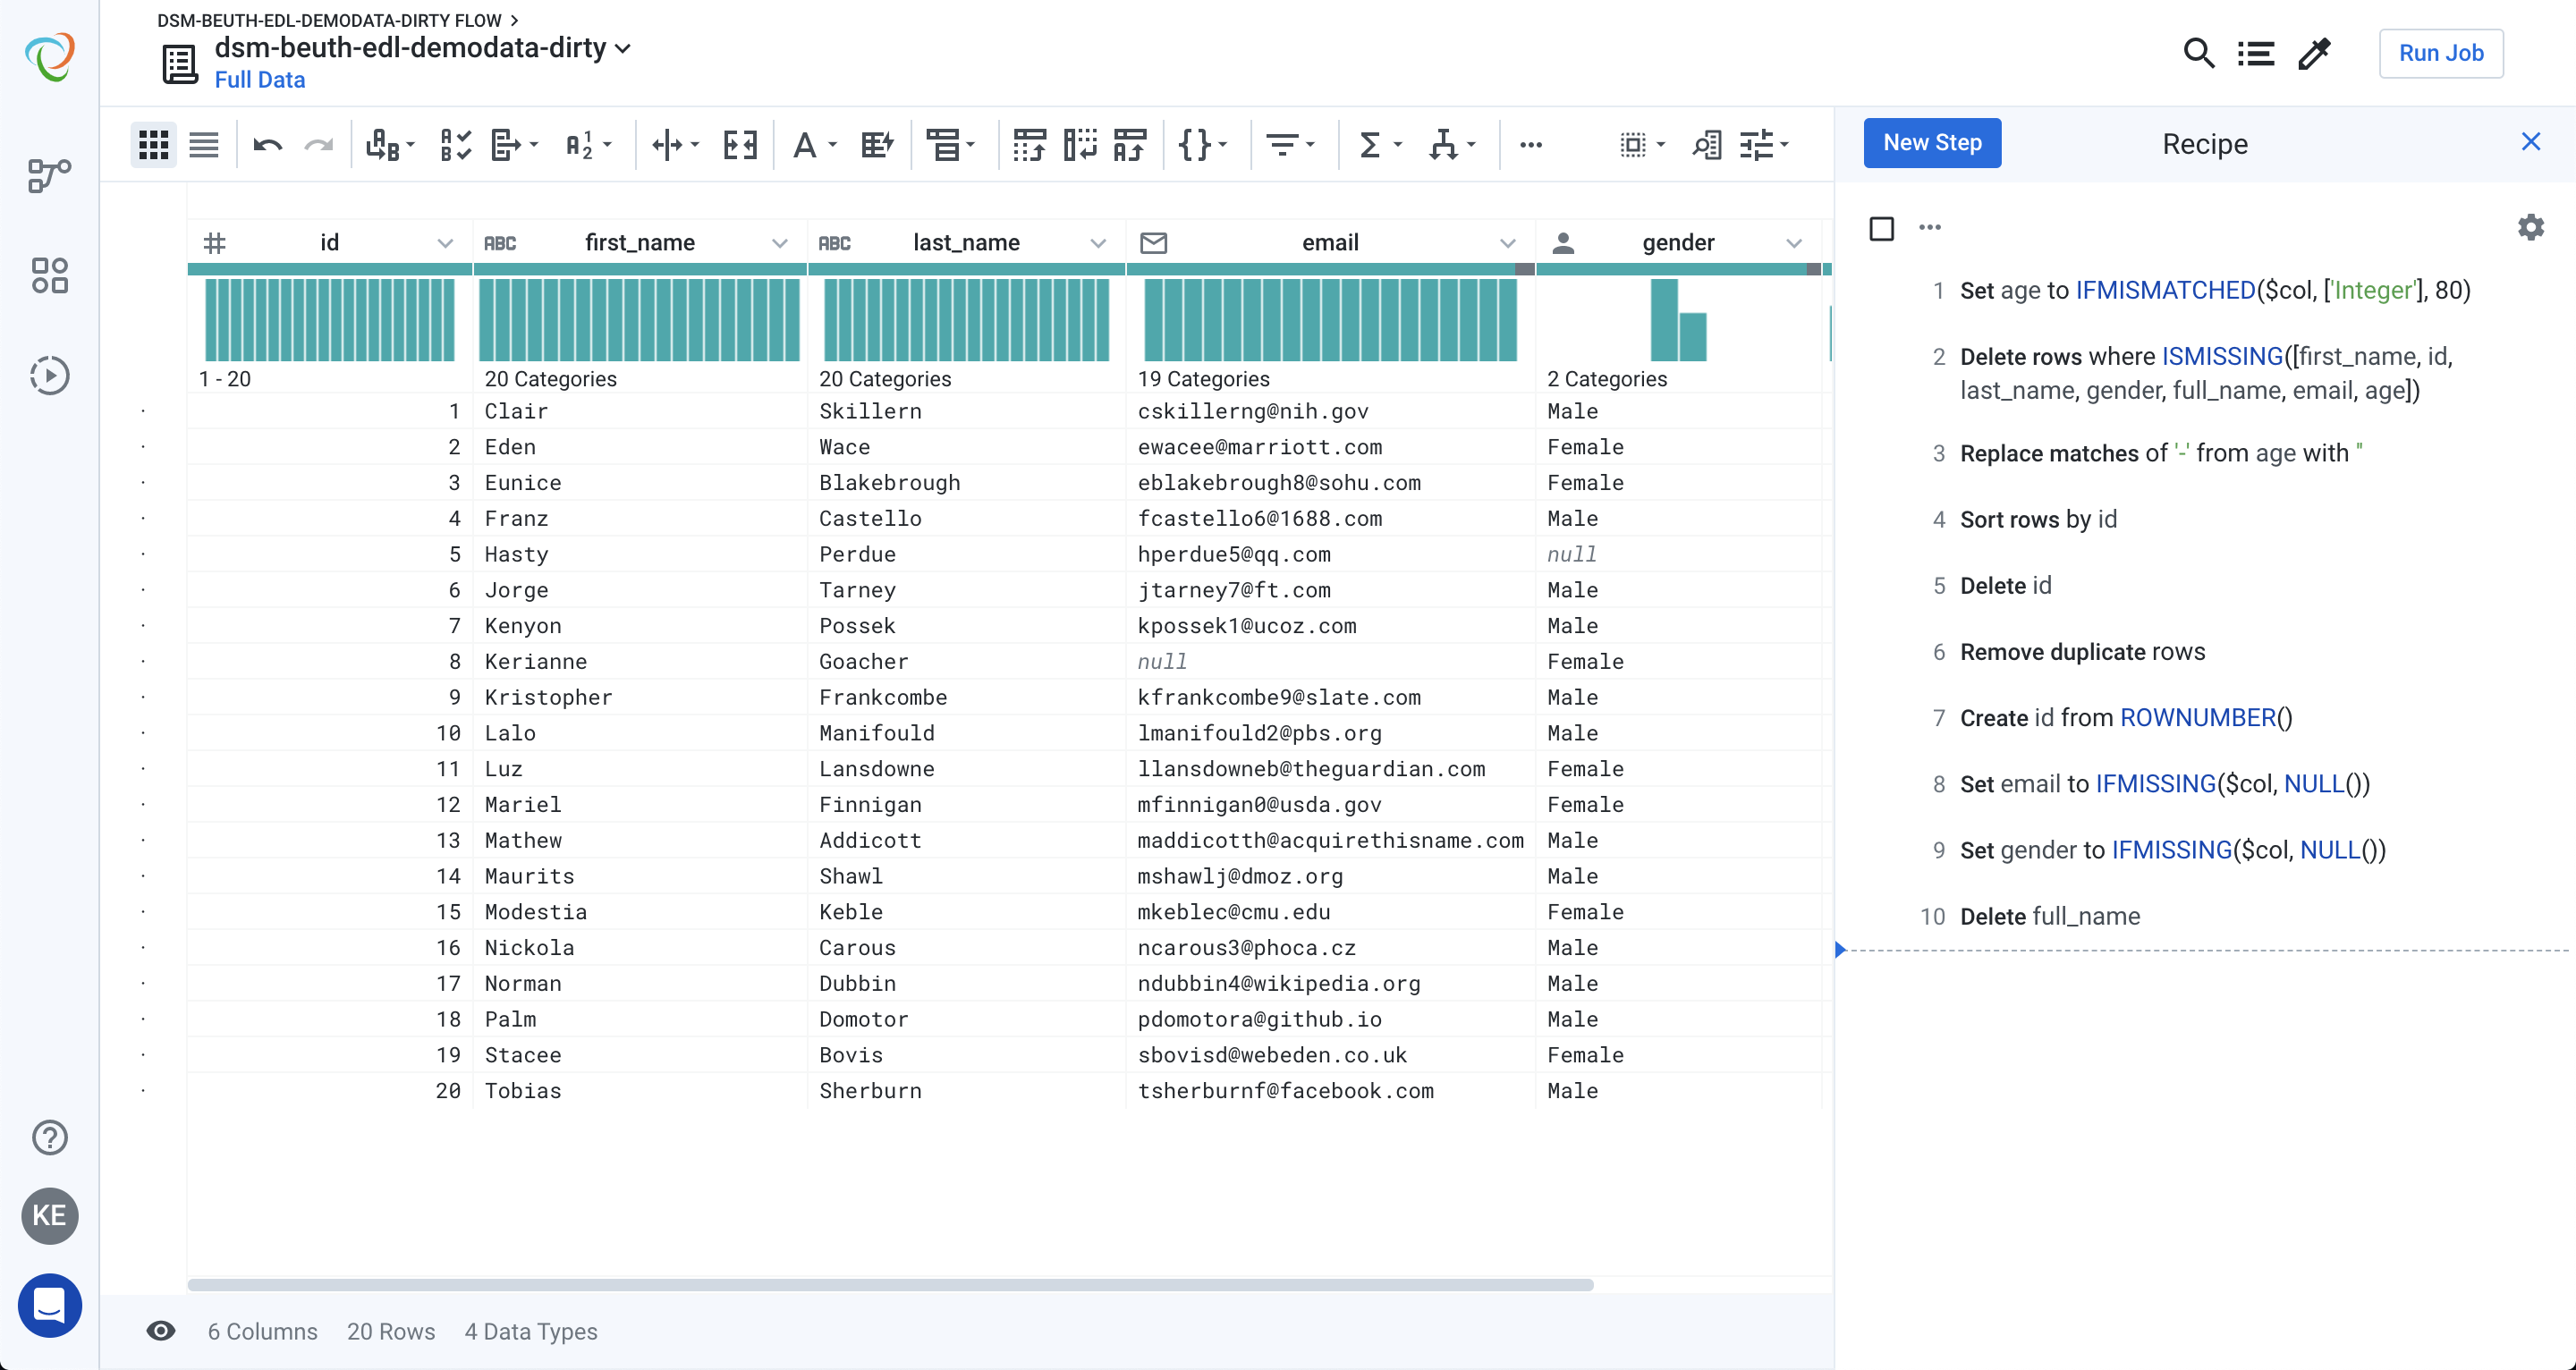 DSM-BEUTH-EDL-DEMODATA-DIRTY FLOW
dsm-beuth-edl-demodata-dirty
Full Data
Run Job
New Step
Recipe
id
ABC first_name
ABC last_name
email
gender
1 - 20
20 Categories
20 Categories
19 Categories
2 Categories
1 Clair Skillern cskillerng@nih.gov Male
2 Eden Wace ewacee@marriott.com Female
3 Eunice Blakebrough eblakebrough8@sohu.com Female
4 Franz Castello fcastello6@1688.com Male
5 Hasty Perdue hperdue5@qq.com null
6 Jorge Tarney jtarney7@ft.com Male
7 Kenyon Possek kpossek1@ucoz.com Male
8 Kerianne Goacher null Female
9 Kristopher Frankcombe kfrankcombe9@slate.com Male
10 Lalo Manifould lmanifould2@pbs.org Male
11 Luz Lansdowne llansdowneb@theguardian.com Female
12 Mariel Finnigan mfinnigan0@usda.gov Female
13 Mathew Addicott maddicotth@acquirethisname.com Male
14 Maurits Shawl mshawlj@dmoz.org Male
15 Modestia Keble mkeblec@cmu.edu Female
16 Nickola Carous ncarous3@phoca.cz Male
17 Norman Dubbin ndubbin4@wikipedia.org Male
18 Palm Domotor pdomotora@github.io Male
19 Stacee Bovis sbovisd@webeden.co.uk Female
20 Tobias Sherburn tsherburnf@facebook.com Male
1 Set age to IFMISMATCHED($col, ['Integer'], 80)
2 Delete rows where ISMISSING([first_name, id,
last_name, gender, full_name, email, age])
3 Replace matches of '-' from age with ''
4 Sort rows by id
5 Delete id
6 Remove duplicate rows
7 Create id from ROWNUMBER()
8 Set email to IFMISSING($col, NULL())
9 Set gender to IFMISSING($col, NULL())
10 Delete full_name
KE
6 Columns 20 Rows 4 Data Types